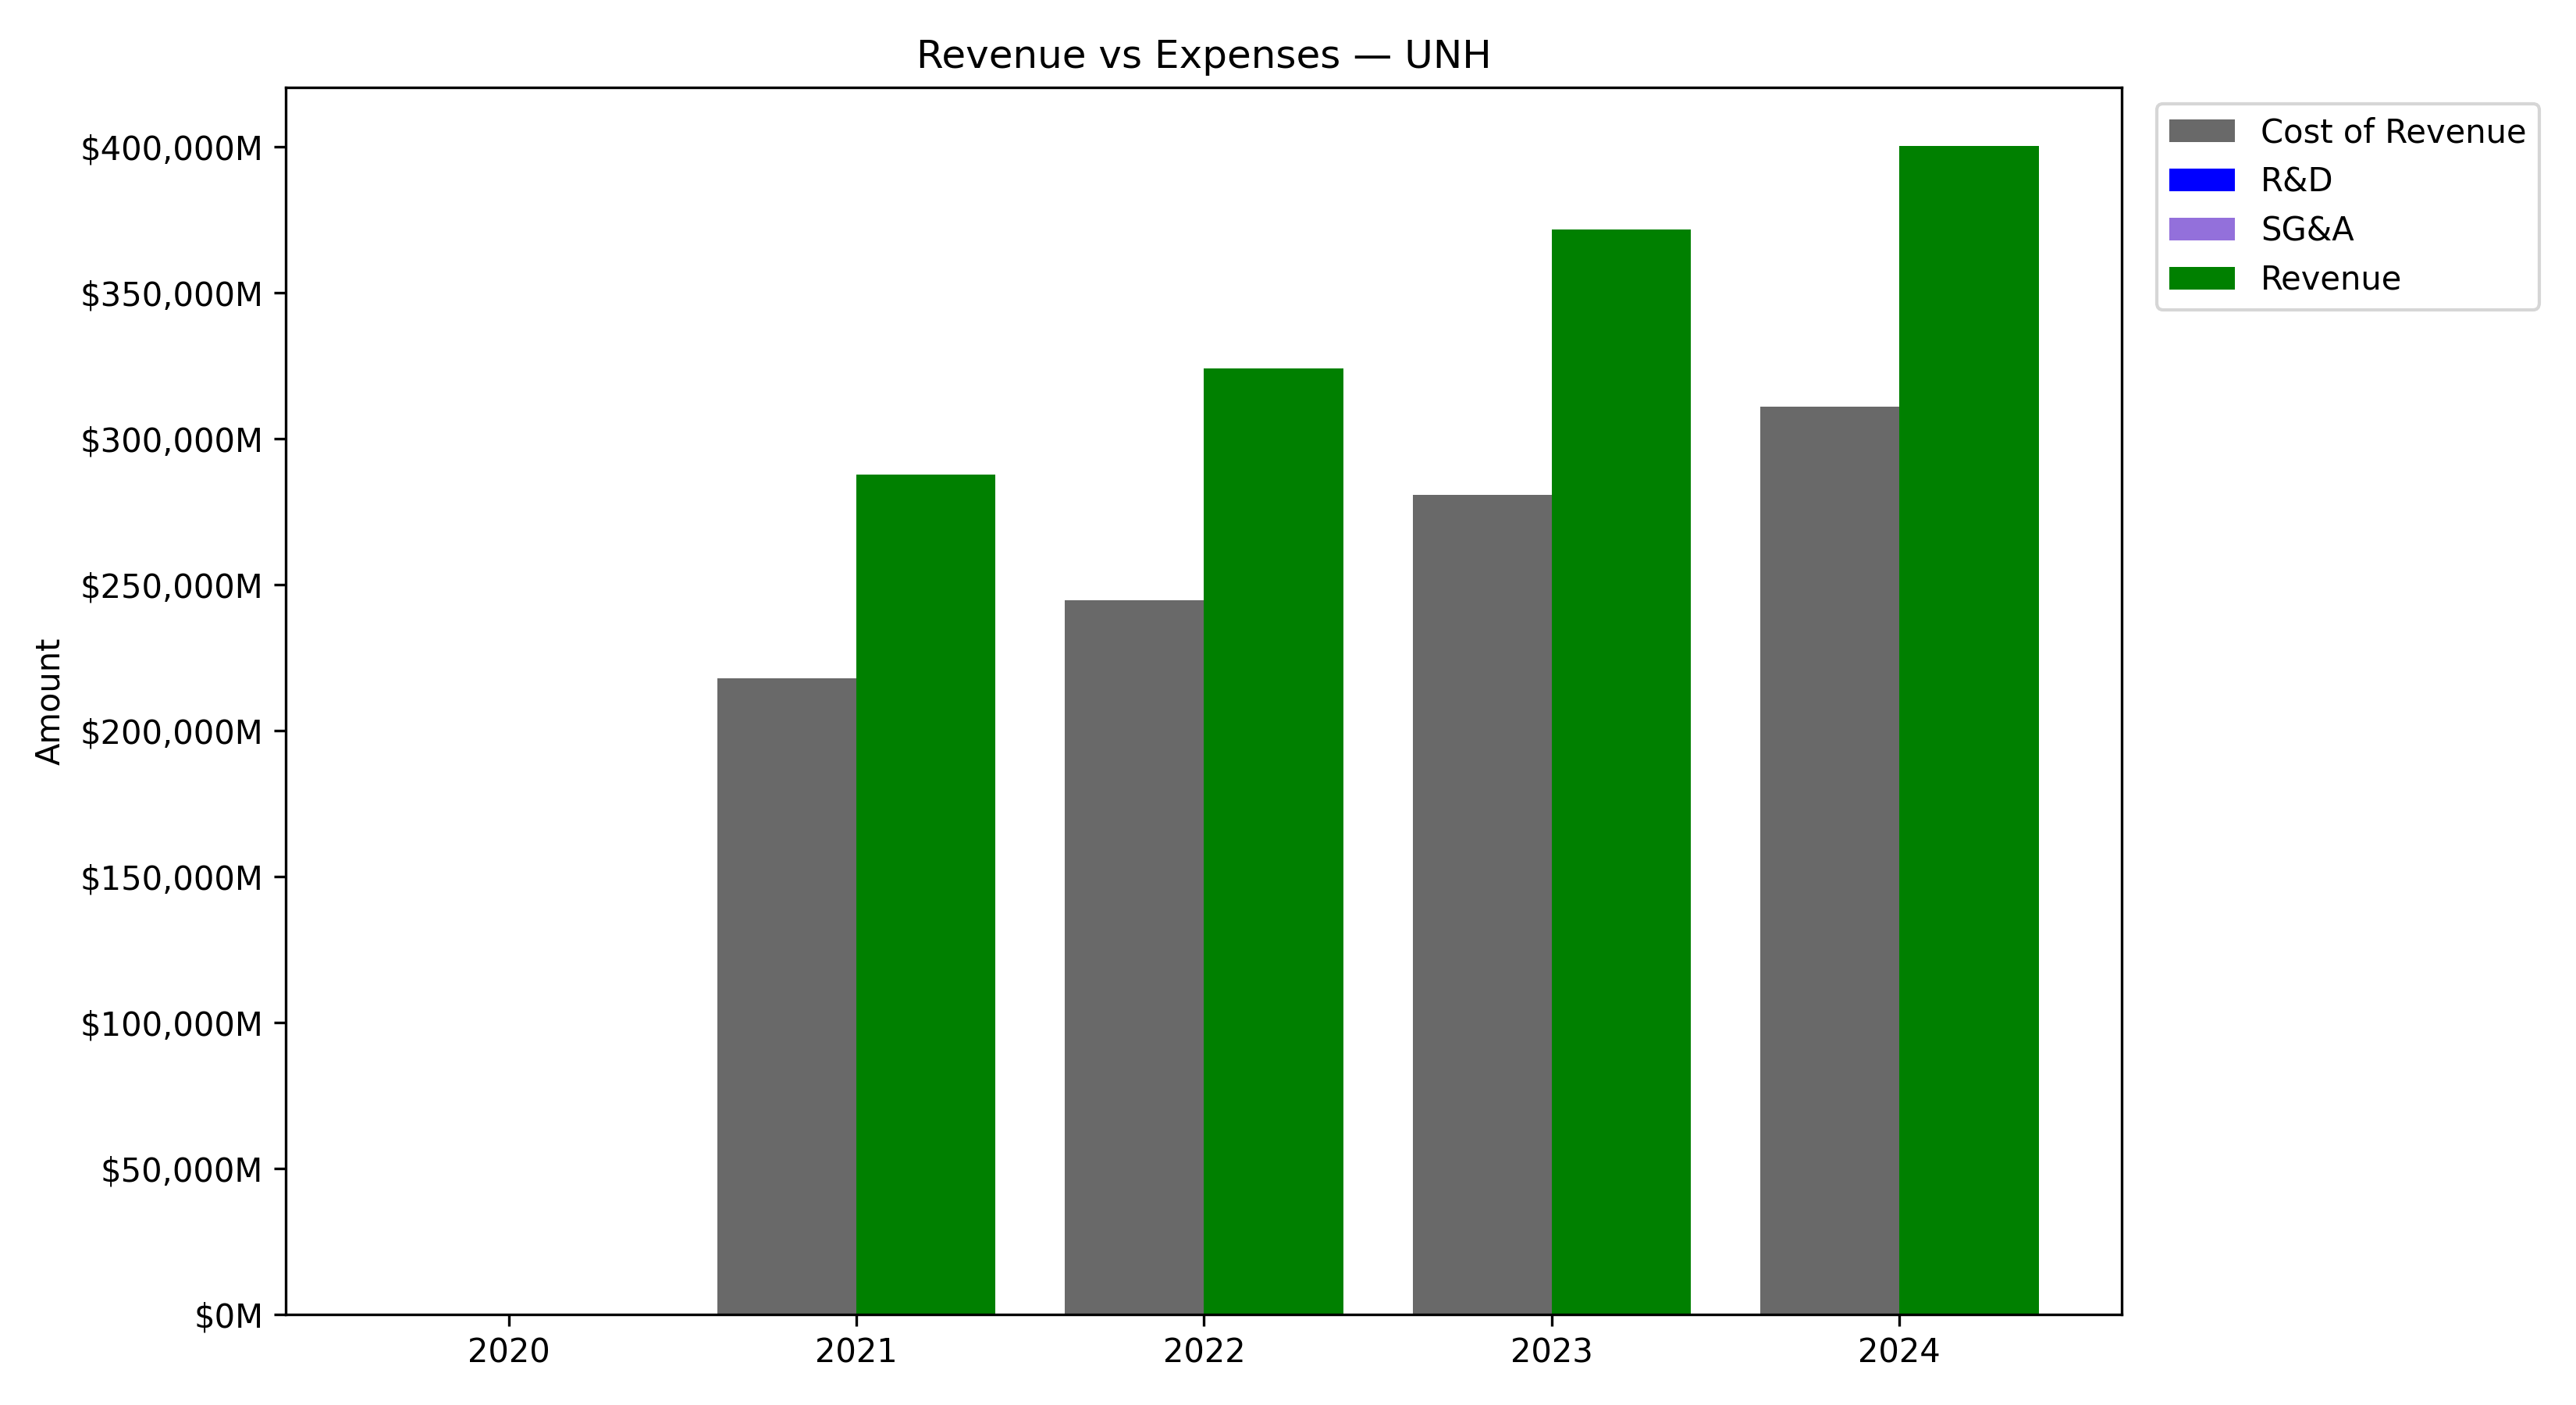 Revenue vs Expenses — UNH
Amount
$400,000M
$350,000M
$300,000M
$250,000M
$200,000M
$150,000M
$100,000M
$50,000M
$0M
2020
2021
2022
2023
2024
Cost of Revenue
R&D
SG&A
Revenue